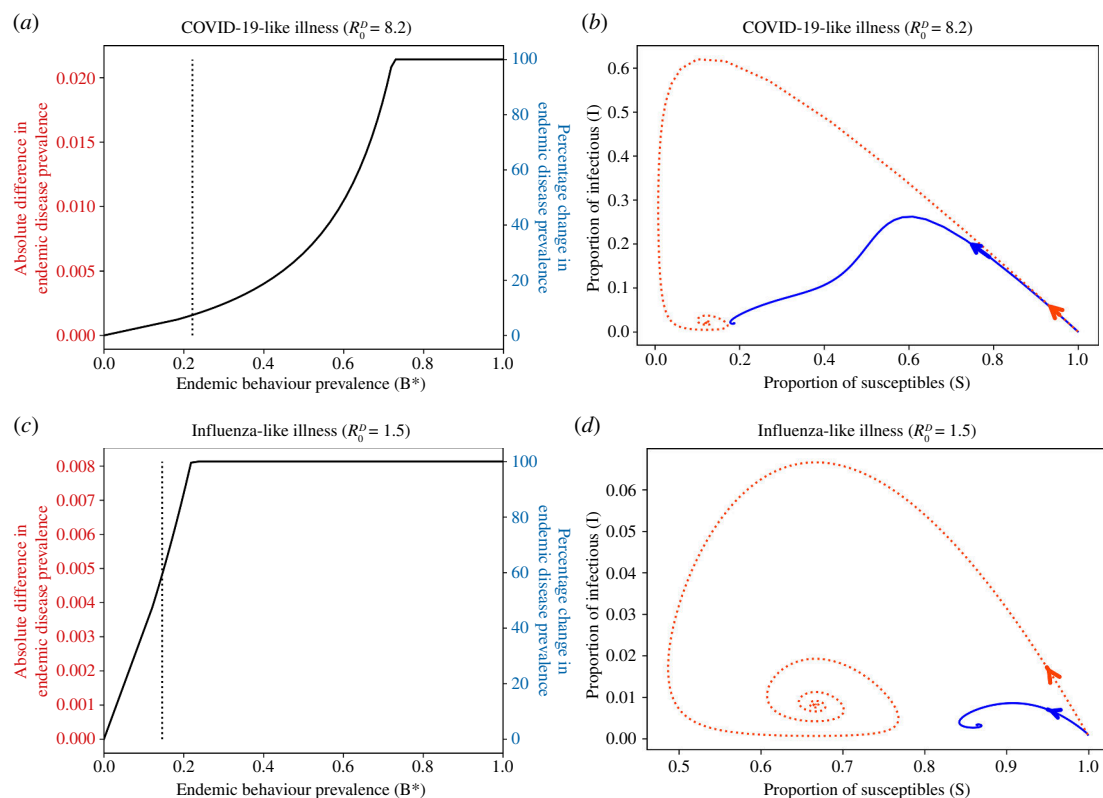 (a)
COVID-19-like illness (R₀ᴰ = 8.2)
Absolute difference in
endemic disease prevalence
0.020
0.015
0.010
0.005
0.000
100
80
60
40
20
0
Percentage change in
endemic disease prevalence
0.0 0.2 0.4 0.6 0.8 1.0
Endemic behaviour prevalence (B*)
(b)
COVID-19-like illness (R₀ᴰ = 8.2)
Proportion of infectious (I)
0.6
0.5
0.4
0.3
0.2
0.1
0.0
0.0 0.2 0.4 0.6 0.8 1.0
Proportion of susceptibles (S)
(c)
Influenza-like illness (R₀ᴰ = 1.5)
Absolute difference in
endemic disease prevalence
0.008
0.007
0.006
0.005
0.004
0.003
0.002
0.001
0.000
100
80
60
40
20
0
Percentage change in
endemic disease prevalence
0.0 0.2 0.4 0.6 0.8 1.0
Endemic behaviour prevalence (B*)
(d)
Influenza-like illness (R₀ᴰ = 1.5)
Proportion of infectious (I)
0.06
0.05
0.04
0.03
0.02
0.01
0.00
0.5 0.6 0.7 0.8 0.9 1.0
Proportion of susceptibles (S)